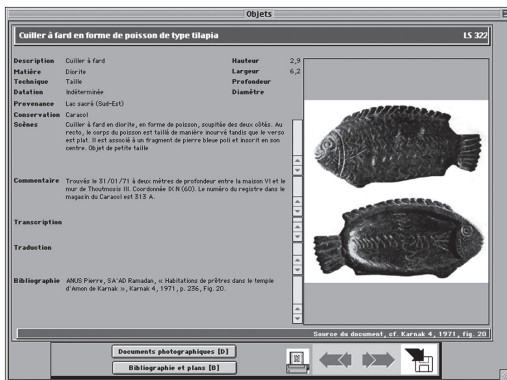 Objets
Cuiller à fard en forme de poisson de type tilapia LS 322
Description Cuiller à fard Hauteur 2,9
Matière Diorite Largeur 6,2
Technique Taille Profondeur
Datation Indéterminée Diamètre
Provenance Lac sacré (Sud-Est)
Conservation Caracol
Scènes Cuiller à fard en diorite, en forme de poisson, soupltée des deux côtés. Au
resto, le corps du poisson est taillé de manière inourvé tandis que le verso
est plat. Il est associé à un fragment de pierre bleue poli et inscrit en son
centre. Objet de petite taille
Commentaire Trouvés le 31/01/71 à deux mètres de profondeur entre la maison VI et le
mur de Thoutmosis III. Coordonnée IX N (60). Le numéro du registre dans le
magasin du Caracol est 313 A.
Transcription
Traduction
Bibliographie ANUS Pierre, SA'AD Ramadan, « Habitations de prêtres dans le temple
d'Amon de Karnak », Karnak 4, 1971, p. 236, Fig. 20.
Source du document, cf. Karnak 4, 1971, fig. 20
Documents photographiques [D]
Bibliographie et plans [B]